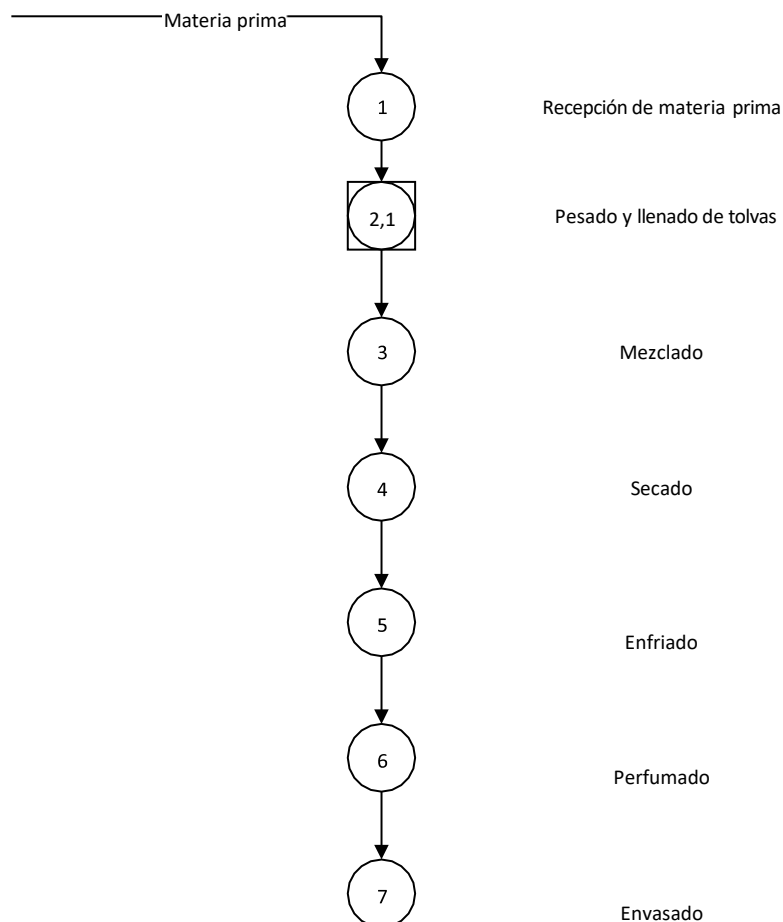 Materia prima
1
Recepción de materia prima
2,1
Pesado y llenado de tolvas
3
Mezclado
4
Secado
5
Enfriado
6
Perfumado
7
Envasado